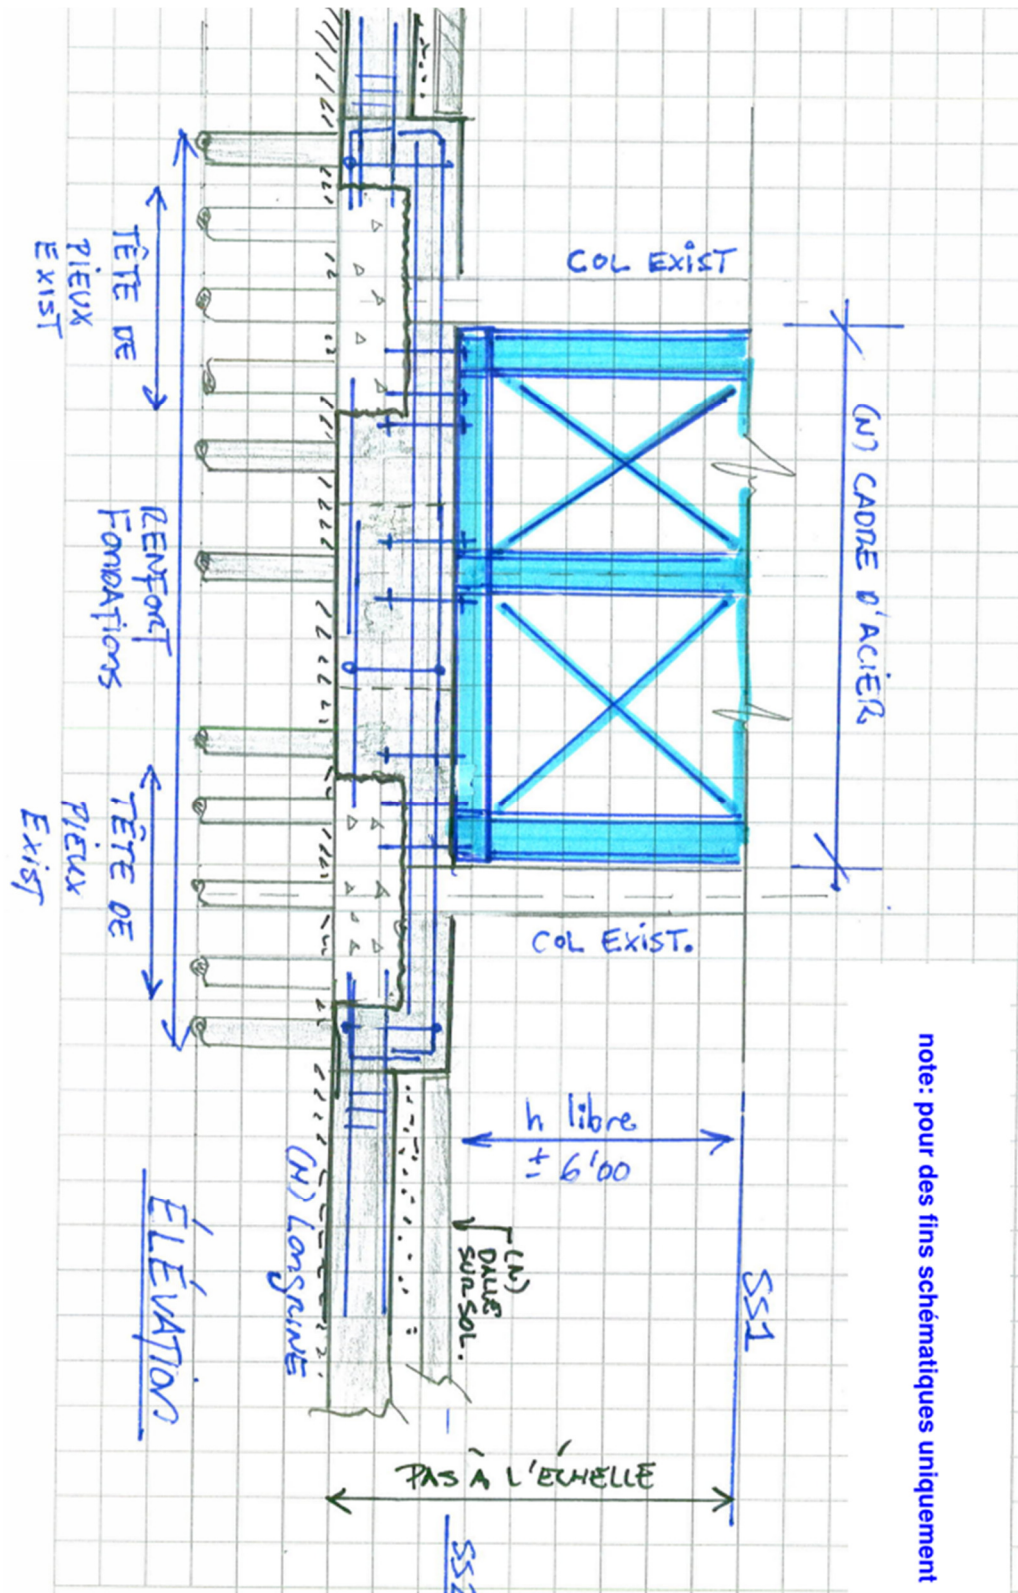 COL EXIST
(N) CADRE D'ACIER
TÊTE DE
PIEUX
EXIST
RENFORT
FONDATIONS
TÊTE DE
PIEUX
EXIST
COL EXIST.
h libre
± 6'00
(N)
DALLE
SUR SOL.
(N) LONGRINE
SS1
ÉLÉVATION
PAS À L'ÉCHELLE
SS2
note: pour des fins schématiques uniquement